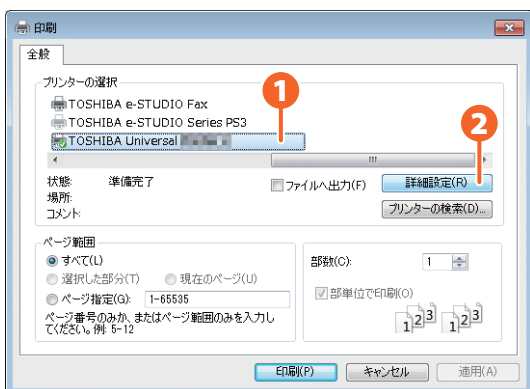 印刷
全般
プリンターの選択
TOSHIBA e-STUDIO Fax
TOSHIBA e-STUDIO Series PS3
TOSHIBA Universal
1
2
状態: 準備完了
場所:
コメント:
ファイルへ出力(F)
詳細設定(R)
プリンターの検索(D)...
ページ範囲
すべて(L)
選択した部分(T) 現在のページ(U)
ページ指定(G): 1-65535
ページ番号のみか、またはページ範囲のみを入力し
てください。例: 5-12
部数(C): 1
部単位で印刷(O)
1 2 3 1 2 3
印刷(P) キャンセル 適用(A)